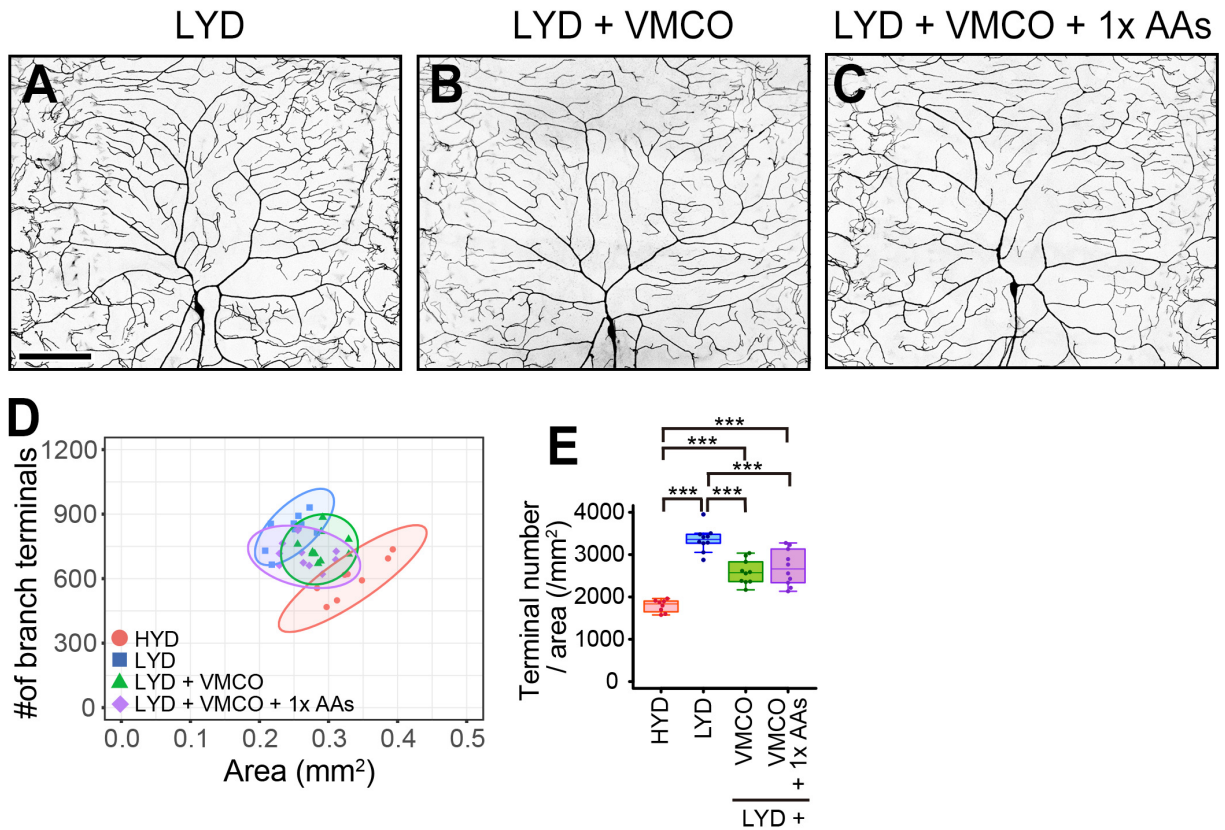 LYD
LYD + VMCO
LYD + VMCO + 1x AAs
A
B
C
D
#of branch terminals
1200
900
600
300
0
HYD
LYD
LYD + VMCO
LYD + VMCO + 1x AAs
0.0 0.1 0.2 0.3 0.4 0.5
Area (mm²)
E
Terminal number
/ area (/mm²)
***
***
***
*** ***
4000
3000
2000
1000
0
HYD
LYD
VMCO
VMCO
+ 1x AAs
LYD +